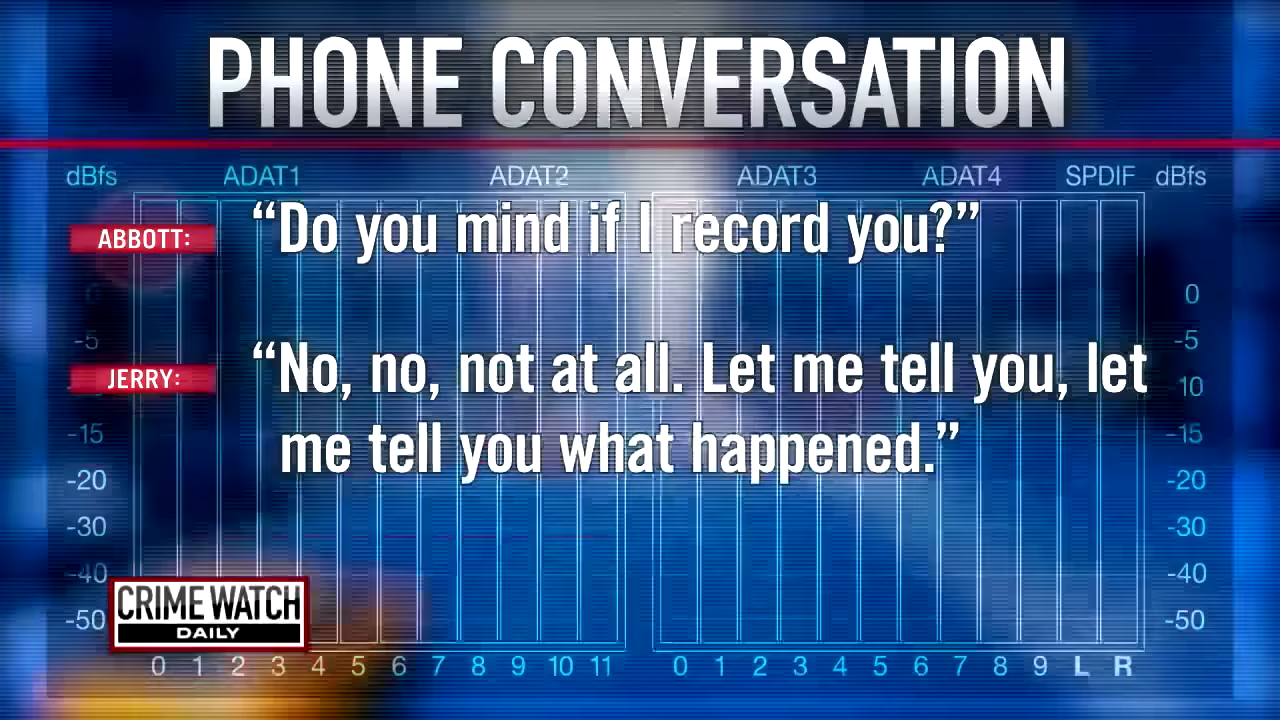 PHONE CONVERSATION
dBfs ADAT1 ADAT2 ADAT3 ADAT4 SPDIF dBfs
ABBOTT: “Do you mind if I record you?”
0 0
-5 -5
JERRY: “No, no, not at all. Let me tell you, let
10
me tell you what happened.”
-15 -15
-20 -20
-30 -30
-40 -40
-50 -50
CRIME WATCH
DAILY
0 1 2 3 4 5 6 7 8 9 10 11 0 1 2 3 4 5 6 7 8 9 L R